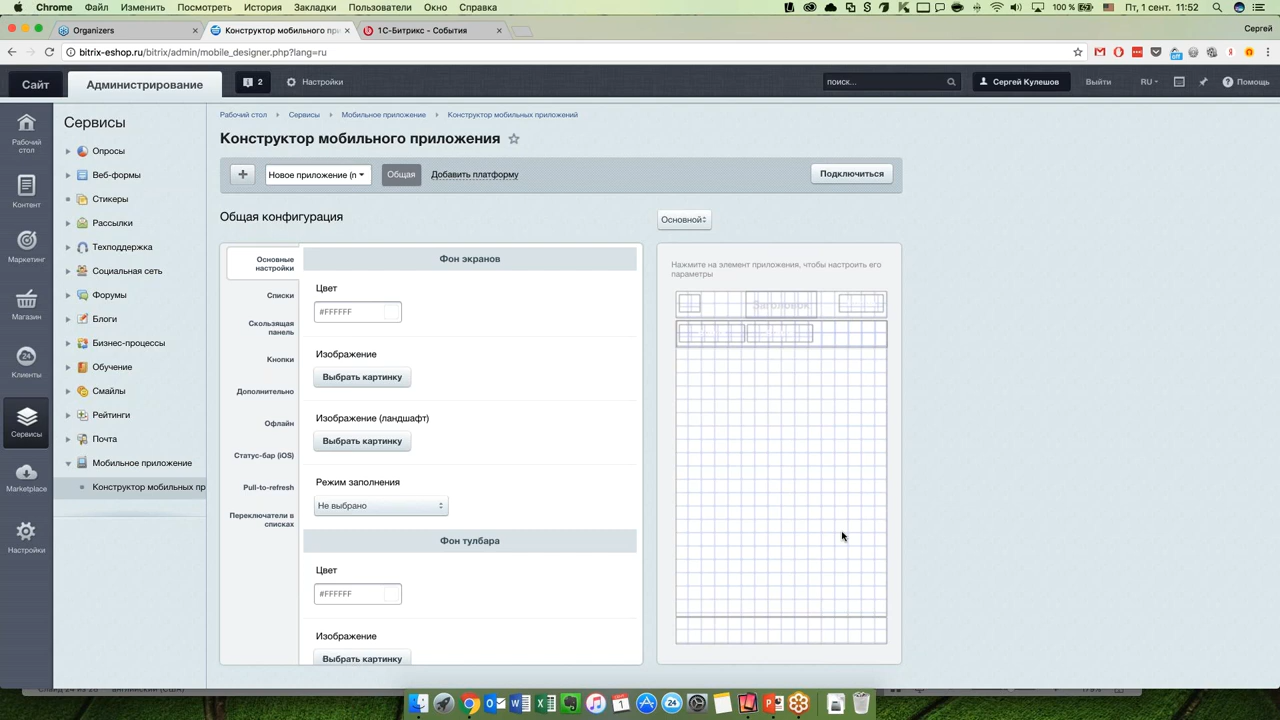 Chrome Файл Изменить Посмотреть История Закладки Пользователи Окно Справка 100 % Пт, 1 сент. 11:52
Organizers
Конструктор мобильного при
1С-Битрикс - События
Сергей
bitrix-eshop.ru/bitrix/admin/mobile_designer.php?lang=ru
Сайт
Администрирование
2
Настройки
поиск...
Сергей Кулешов
Выйти
RU
Помощь
Рабочий стол
Контент
Маркетинг
Магазин
24
Клиенты
Сервисы
Marketplace
Настройки
Сервисы
Опросы
Веб-формы
Стикеры
Рассылки
Техподдержка
Социальная сеть
Форумы
Блоги
Бизнес-процессы
Обучение
Смайлы
Рейтинги
Почта
Мобильное приложение
Конструктор мобильных пр
Рабочий стол Сервисы Мобильное приложение Конструктор мобильных приложений
Конструктор мобильного приложения
+
Новое приложение (п
Общая
Добавить платформу
Подключиться
Общая конфигурация
Основной
Основные настройки
Списки
Скользящая панель
Кнопки
Дополнительно
Офлайн
Статус-бар (iOS)
Pull-to-refresh
Переключатели в списках
Фон экранов
Цвет
#FFFFFF
Изображение
Выбрать картинку
Изображение (ландшафт)
Выбрать картинку
Режим заполнения
Не выбрано
Фон тулбара
Цвет
#FFFFFF
Изображение
Выбрать картинку
Нажмите на элемент приложения, чтобы настроить его
параметры
Заголовок
английский (США)